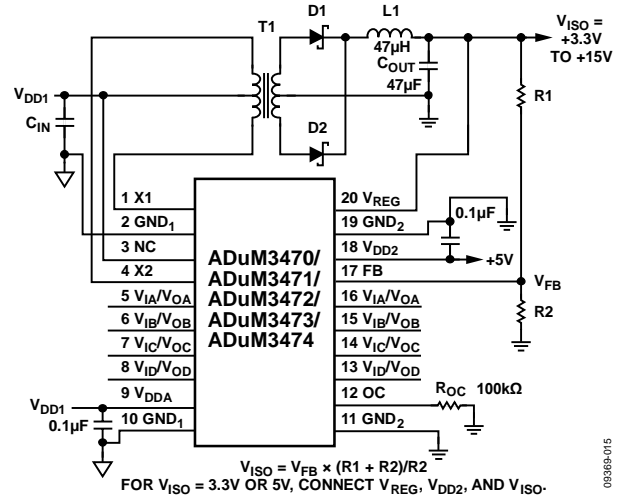 T1
D1
L1
47µH
C_OUT
47µF
V_ISO =
+3.3V
TO +15V
R1
V_DD1
C_IN
D2
1 X1
2 GND₁
3 NC
4 X2
5 V_IA/V_OA
6 V_IB/V_OB
7 V_IC/V_OC
8 V_ID/V_OD
9 V_DDA
10 GND₁
ADuM3470/
ADuM3471/
ADuM3472/
ADuM3473/
ADuM3474
20 V_REG
19 GND₂
18 V_DD2
17 FB
16 V_IA/V_OA
15 V_IB/V_OB
14 V_IC/V_OC
13 V_ID/V_OD
12 OC
11 GND₂
0.1µF
+5V
V_FB
R2
R_OC 100kΩ
V_DD1
0.1µF
V_ISO = V_FB × (R1 + R2)/R2
FOR V_ISO = 3.3V OR 5V, CONNECT V_REG, V_DD2, AND V_ISO.
09369-015